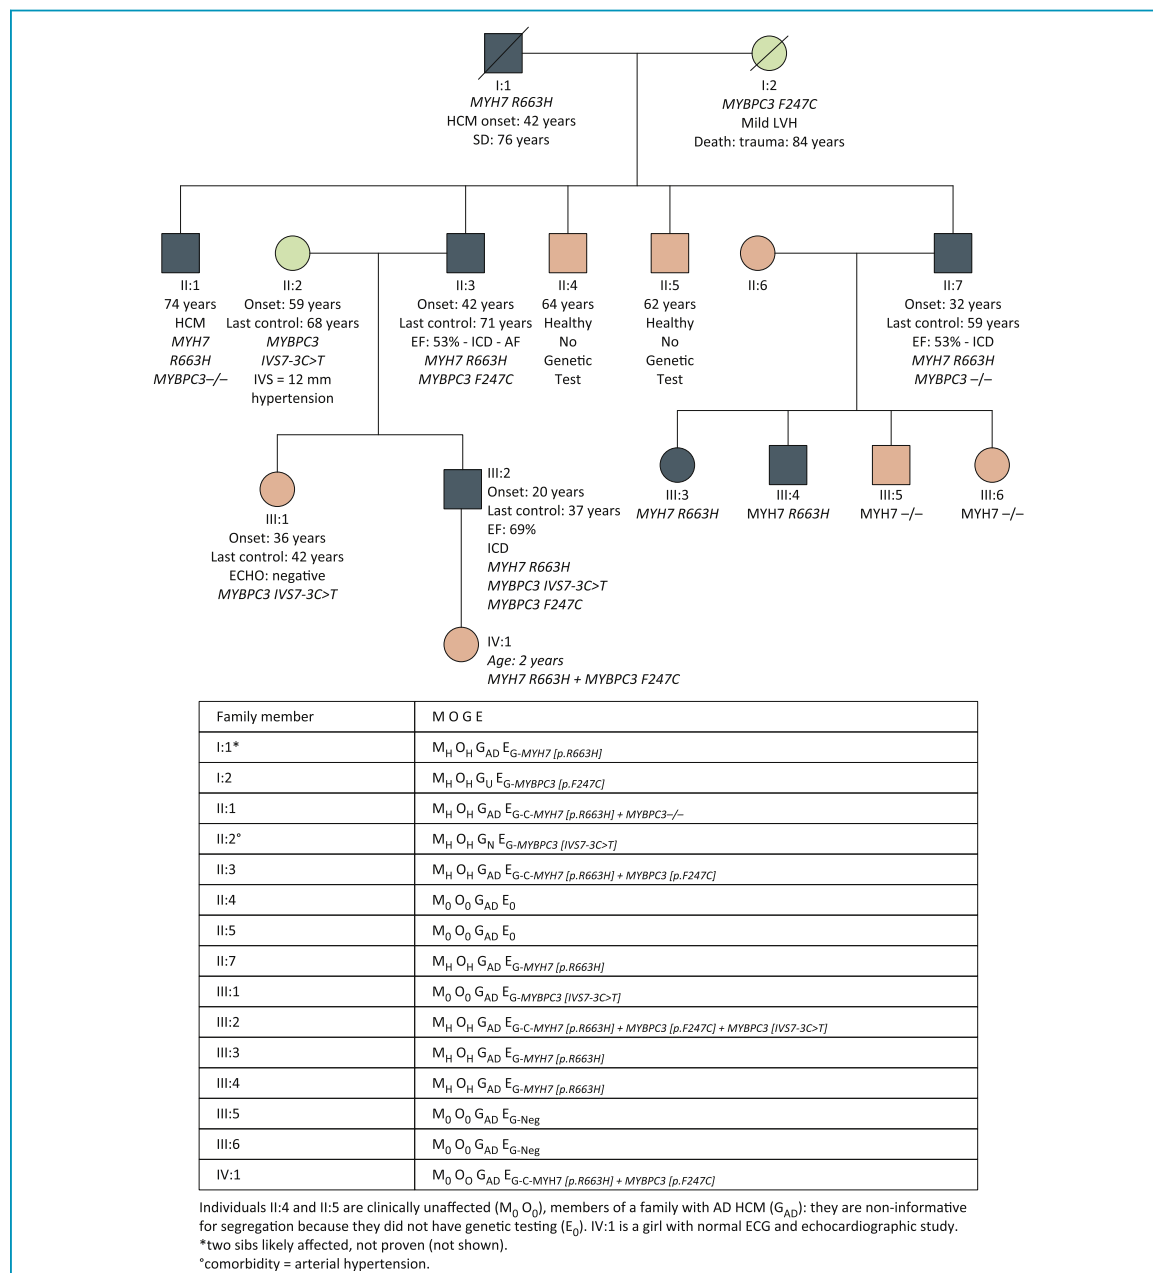 I:1
MYH7 R663H
HCM onset: 42 years
SD: 76 years
I:2
MYBPC3 F247C
Mild LVH
Death: trauma: 84 years
II:1
74 years
HCM
MYH7
R663H
MYBPC3–/–
II:2
Onset: 59 years
Last control: 68 years
MYBPC3
IVS7-3C>T
IVS = 12 mm
hypertension
II:3
Onset: 42 years
Last control: 71 years
EF: 53% - ICD - AF
MYH7 R663H
MYBPC3 F247C
II:4
64 years
Healthy
No
Genetic
Test
II:5
62 years
Healthy
No
Genetic
Test
II:6
II:7
Onset: 32 years
Last control: 59 years
EF: 53% - ICD
MYH7 R663H
MYBPC3 –/–
III:1
Onset: 36 years
Last control: 42 years
ECHO: negative
MYBPC3 IVS7-3C>T
III:2
Onset: 20 years
Last control: 37 years
EF: 69%
ICD
MYH7 R663H
MYBPC3 IVS7-3C>T
MYBPC3 F247C
III:3
MYH7 R663H
III:4
MYH7 R663H
III:5
MYH7 –/–
III:6
MYH7 –/–
IV:1
Age: 2 years
MYH7 R663H + MYBPC3 F247C
Family member M O G E
I:1* MH OH GAD EG-MYH7 [p.R663H]
I:2 MH OH GU EG-MYBPC3 [p.F247C]
II:1 MH OH GAD EG-C-MYH7 [p.R663H] + MYBPC3–/–
II:2° MH OH GN EG-MYBPC3 [IVS7-3C>T]
II:3 MH OH GAD EG-C-MYH7 [p.R663H] + MYBPC3 [p.F247C]
II:4 M0 O0 GAD E0
II:5 M0 O0 GAD E0
II:7 MH OH GAD EG-MYH7 [p.R663H]
III:1 M0 O0 GAD EG-MYBPC3 [IVS7-3C>T]
III:2 MH OH GAD EG-C-MYH7 [p.R663H] + MYBPC3 [p.F247C] + MYBPC3 [IVS7-3C>T]
III:3 MH OH GAD EG-MYH7 [p.R663H]
III:4 MH OH GAD EG-MYH7 [p.R663H]
III:5 M0 O0 GAD EG-Neg
III:6 M0 O0 GAD EG-Neg
IV:1 M0 OO GAD EG-C-MYH7 [p.R663H] + MYBPC3 [p.F247C]
Individuals II:4 and II:5 are clinically unaffected (M0 O0), members of a family with AD HCM (GAD): they are non-informative
for segregation because they did not have genetic testing (E0). IV:1 is a girl with normal ECG and echocardiographic study.
*two sibs likely affected, not proven (not shown).
°comorbidity = arterial hypertension.